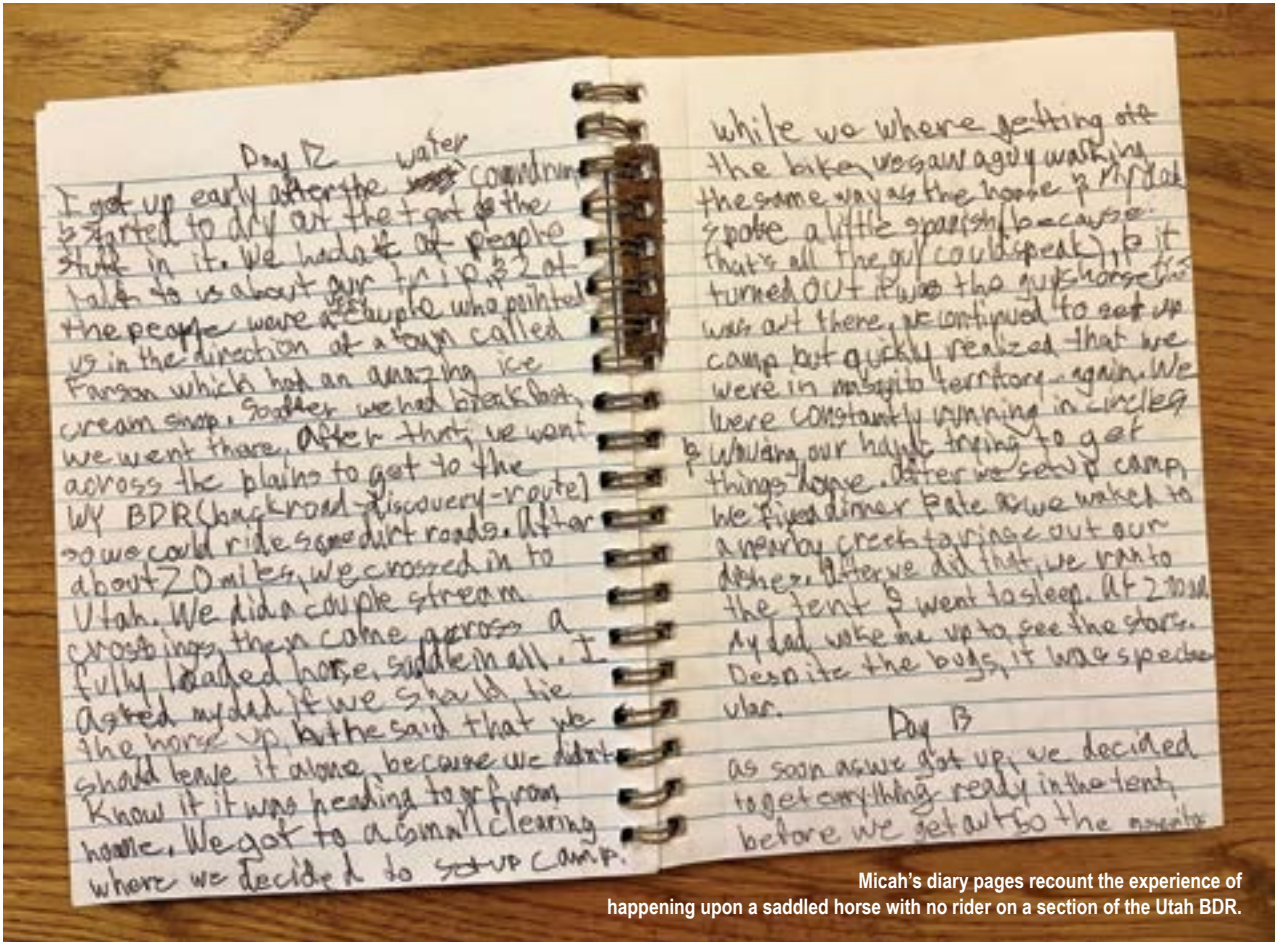 Day 12
water
I got up early after the conundrum
& started to dry out the tent & the
stuff in it. We had a lot of people
talk to us about our trip, & 2 of
the people were a couple who pointed
us in the direction of a town called
Farson which had an amazing ice
cream shop. So after we had breakfast,
we went there. After that, we went
across the plains to get to the
WY BDR (backroad-discovery-route)
so we could ride some dirt roads. After
about 20 miles, we crossed in to
Utah. We did a couple stream
crossings, then come across a
fully loaded horse, saddle in all. I
asked my dad if we should tie
the horse up, but he said that we
should leave it alone, because we didn't
know if it was heading to or from
home. We got to a small clearing
where we decided to set up camp.
while we where getting off
the bike, we saw a guy walking
the same way as the horse & my dad
spoke a little spanish (because
that's all the guy could speak), & it
turned out it was the guys horse that
was out there, we continued to set up
camp but quickly realized that we
were in mosqito territory again. We
were constantly running in circles
& waving our hands trying to get
things done. After we set up camp,
we fixed dinner & ate as we walked to
a nearby creek to rinse out our
dishes. After we did that, we ran to
the tent & went to sleep. At 2
my dad woke me up to see the stars.
Despite the bugs, it was spectac
ular.
Day 13
as soon as we got up, we decided
to get everything ready in the tent,
before we get out so the
Micah's diary pages recount the experience of
happening upon a saddled horse with no rider on a section of the Utah BDR.